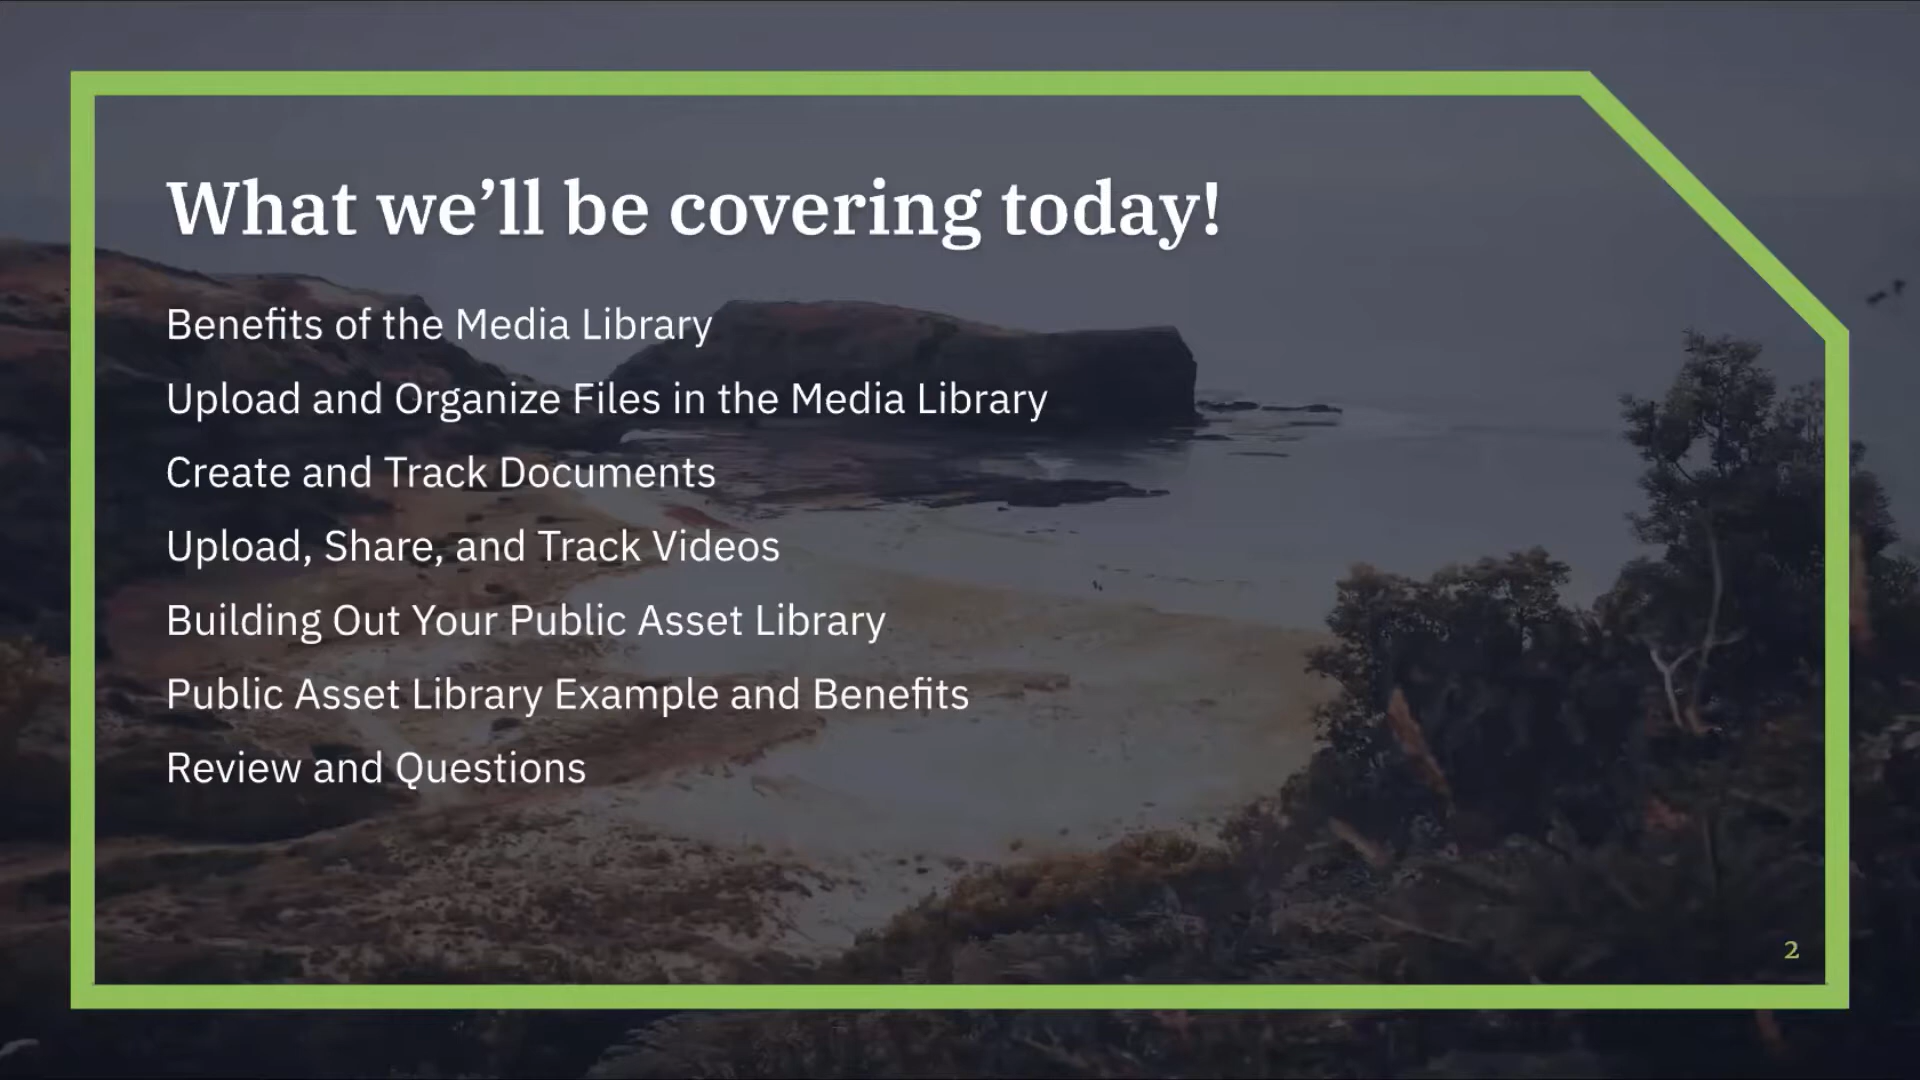 What we’ll be covering today!
Benefits of the Media Library
Upload and Organize Files in the Media Library
Create and Track Documents
Upload, Share, and Track Videos
Building Out Your Public Asset Library
Public Asset Library Example and Benefits
Review and Questions
2